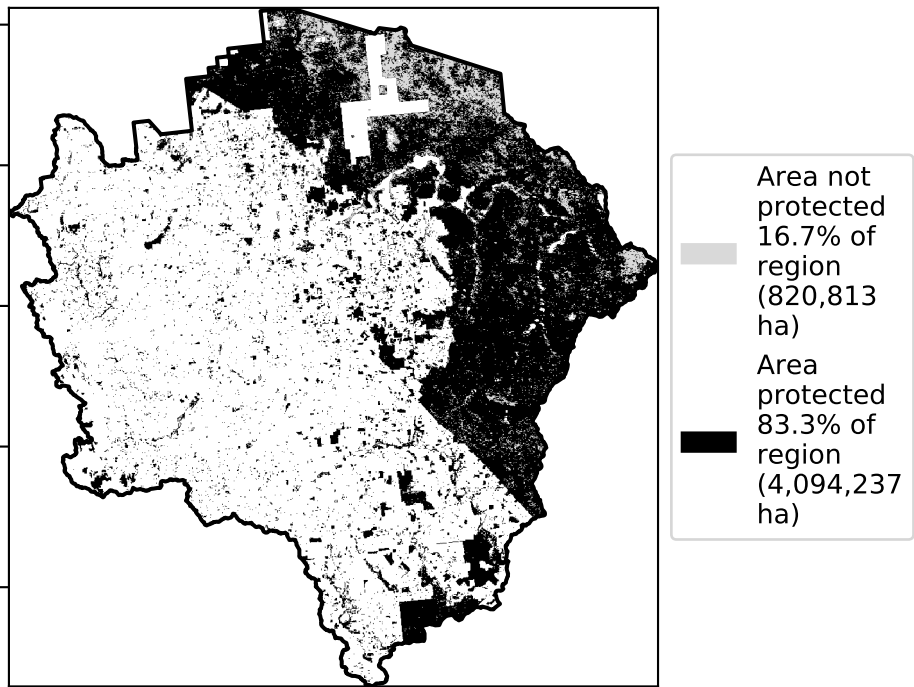 Area not
protected
16.7% of
region
(820,813
ha)
Area
protected
83.3% of
region
(4,094,237
ha)